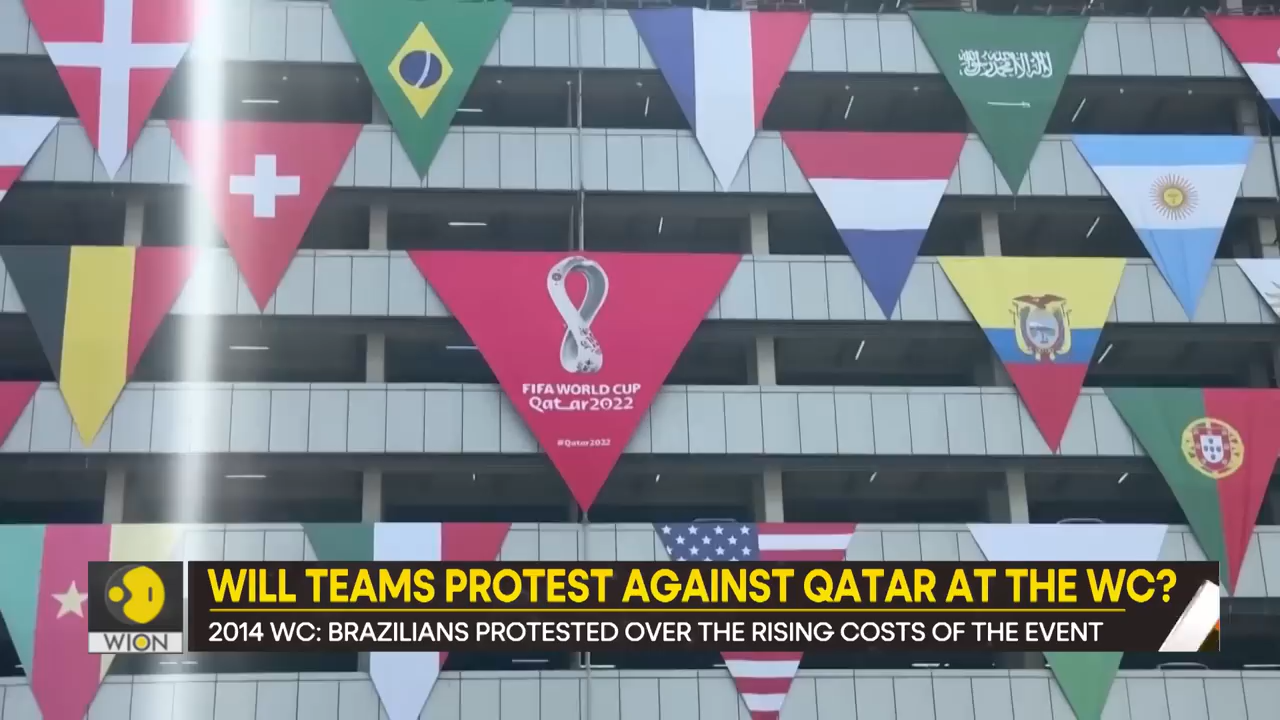 FIFA WORLD CUP
Qatar2022
#Qatar2022
WILL TEAMS PROTEST AGAINST QATAR AT THE WC?
2014 WC: BRAZILIANS PROTESTED OVER THE RISING COSTS OF THE EVENT
WION